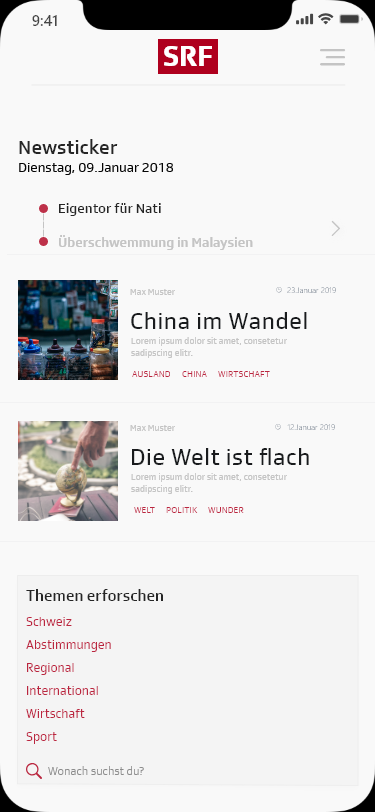 9:41
SRF
Newsticker
Dienstag, 09.Januar 2018
Eigentor für Nati
Überschwemmung in Malaysien
Max Muster
23.Januar 2019
China im Wandel
Lorem ipsum dolor sit amet, consetetur
sadipscing elitr.
AUSLAND CHINA WIRTSCHAFT
Max Muster
12.Januar 2019
Die Welt ist flach
Lorem ipsum dolor sit amet, consetetur
sadipscing elitr.
WELT POLITIK WUNDER
Themen erforschen
Schweiz
Abstimmungen
Regional
International
Wirtschaft
Sport
Wonach suchst du?